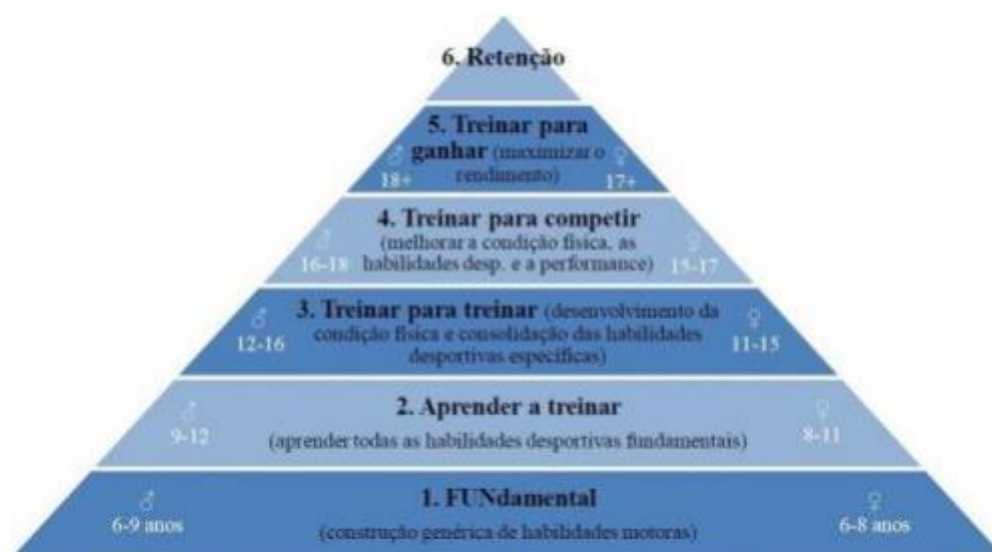 6. Retenção
5. Treinar para
ganhar (maximizar o
rendimento)
♂
18+
♀
17+
4. Treinar para competir
(melhorar a condição física, as
habilidades desp. e a performance)
♂
16-18
♀
15-17
3. Treinar para treinar (desenvolvimento da
condição física e consolidação das habilidades
desportivas específicas)
♂
12-16
♀
11-15
2. Aprender a treinar
(aprender todas as habilidades desportivas fundamentais)
♂
9-12
♀
8-11
1. FUNdamental
(construção genérica de habilidades motoras)
♂
6-9 anos
♀
6-8 anos